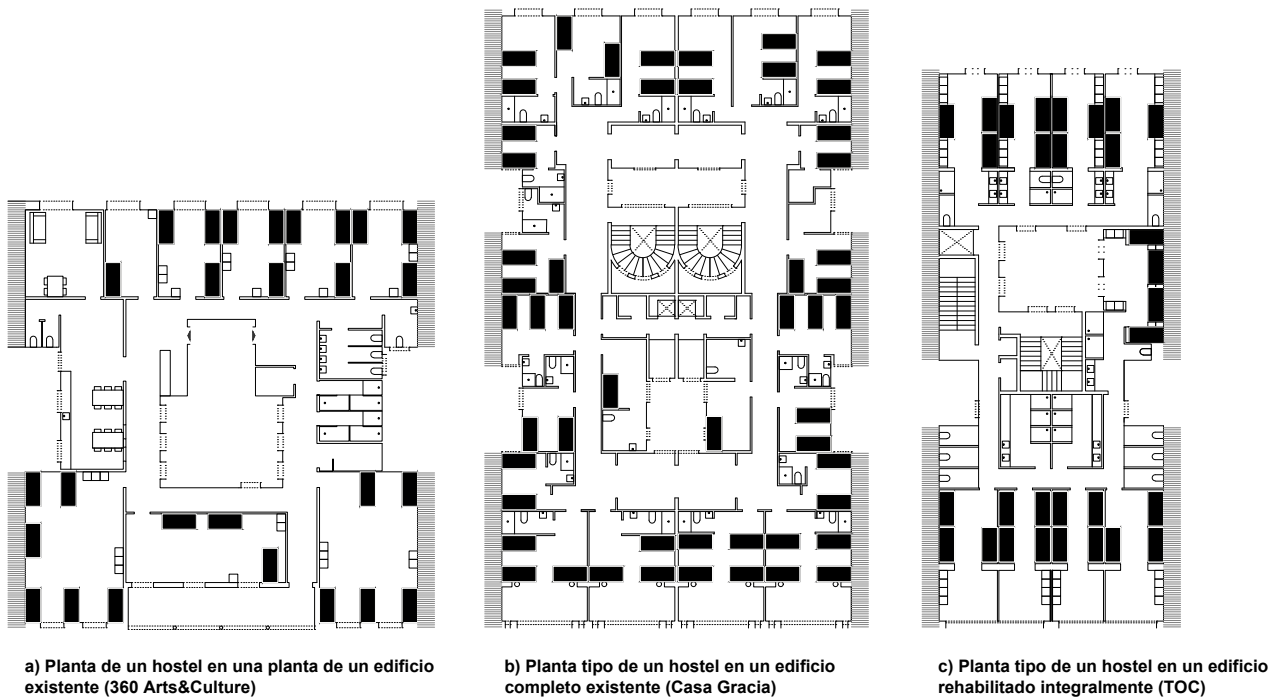 a) Planta de un hostel en una planta de un edificio
existente (360 Arts&Culture)
b) Planta tipo de un hostel en un edificio
completo existente (Casa Gracia)
c) Planta tipo de un hostel en un edificio
rehabilitado integralmente (TOC)